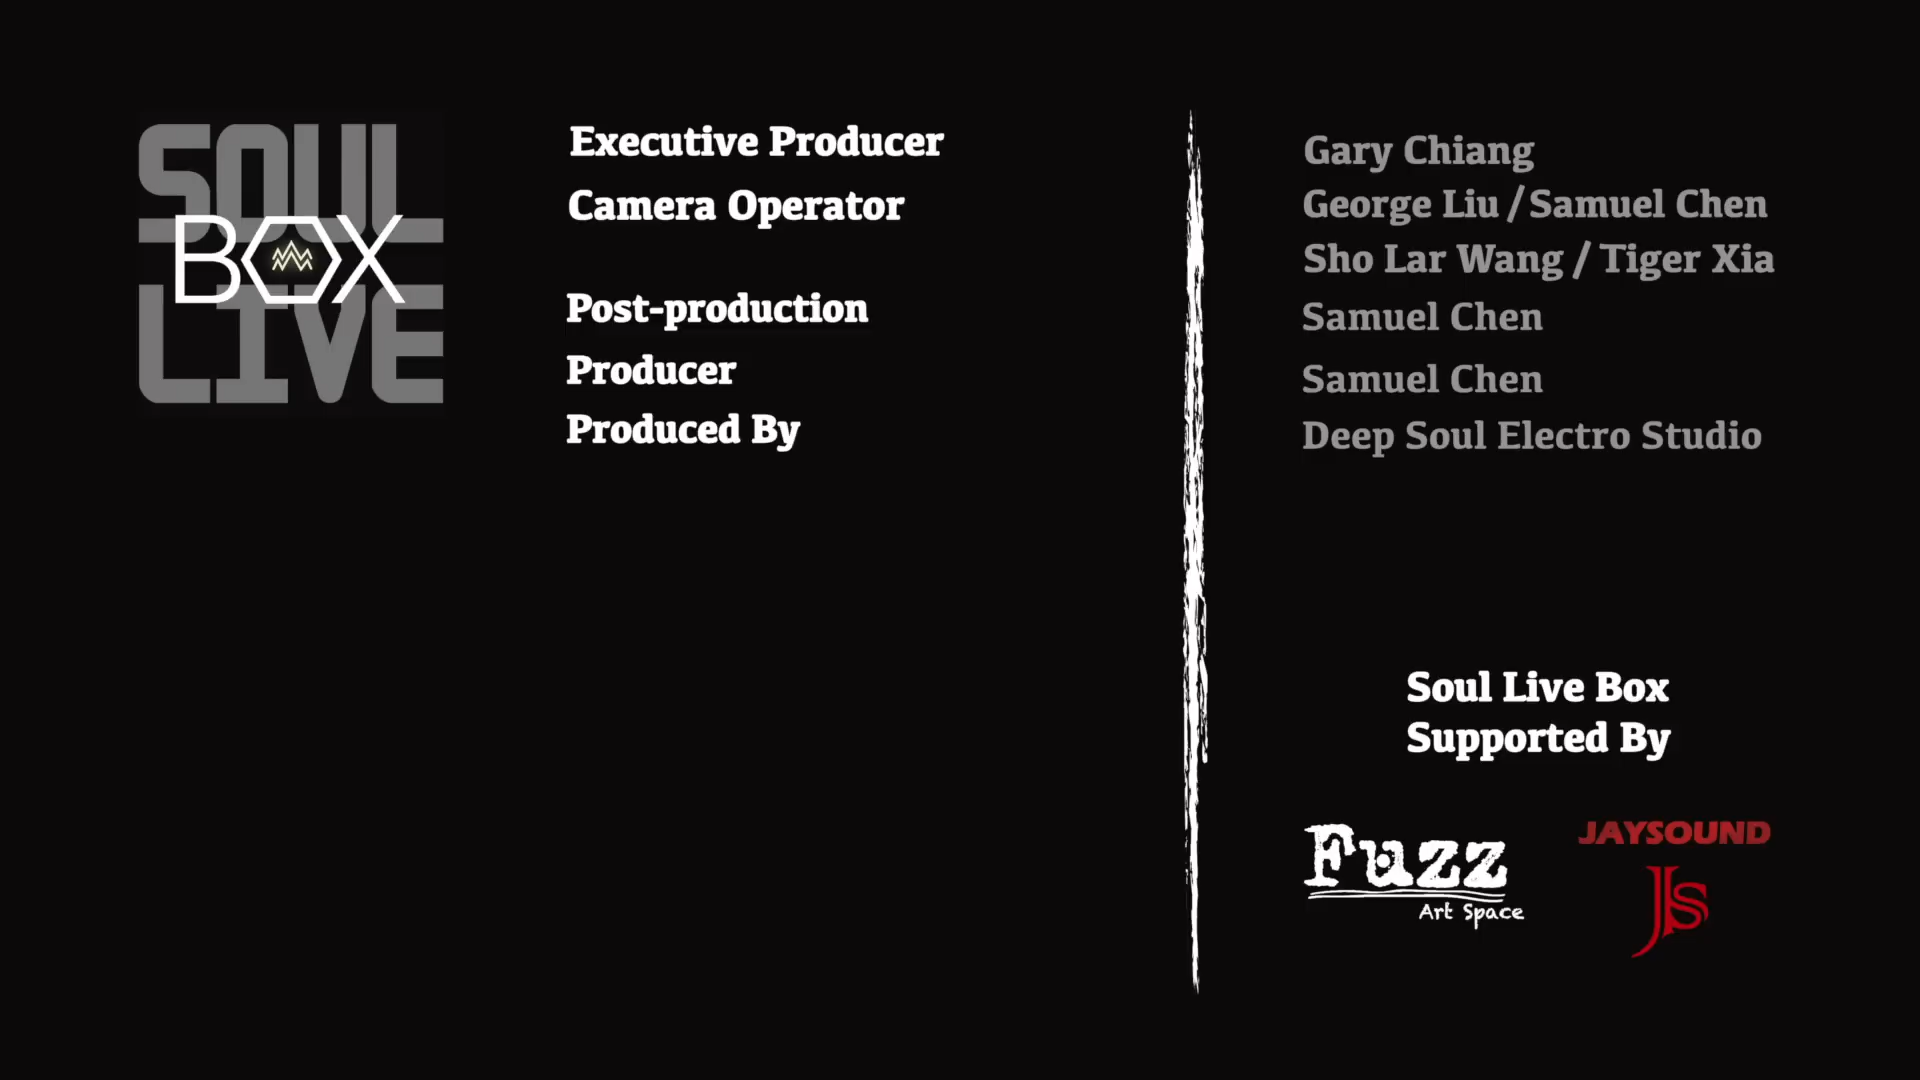 SOUL
BOX
LIVE
Executive Producer
Camera Operator
Post-production
Producer
Produced By
Gary Chiang
George Liu / Samuel Chen
Sho Lar Wang / Tiger Xia
Samuel Chen
Samuel Chen
Deep Soul Electro Studio
Soul Live Box
Supported By
Fuzz
Art Space
JAYSOUND
JS